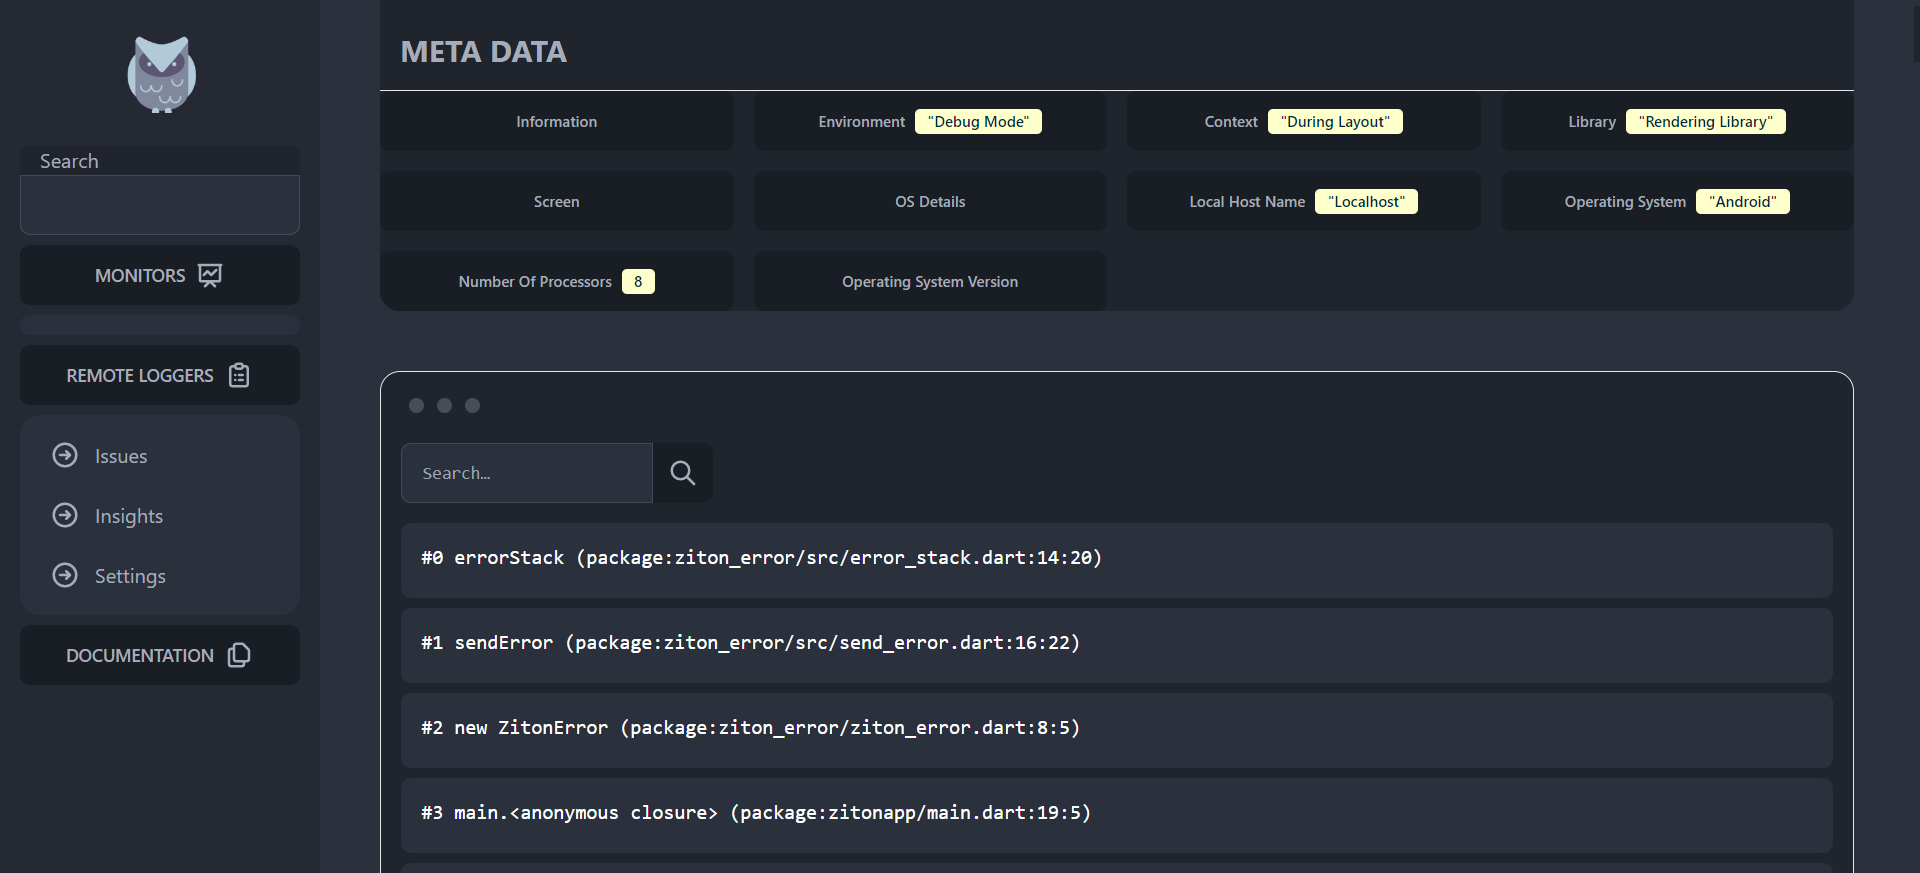 Search
MONITORS
REMOTE LOGGERS
Issues
Insights
Settings
DOCUMENTATION
META DATA
Information
Environment "Debug Mode"
Context "During Layout"
Library "Rendering Library"
Screen
OS Details
Local Host Name "Localhost"
Operating System "Android"
Number Of Processors 8
Operating System Version
Search…
#0 errorStack (package:ziton_error/src/error_stack.dart:14:20)
#1 sendError (package:ziton_error/src/send_error.dart:16:22)
#2 new ZitonError (package:ziton_error/ziton_error.dart:8:5)
#3 main.<anonymous closure> (package:zitonapp/main.dart:19:5)